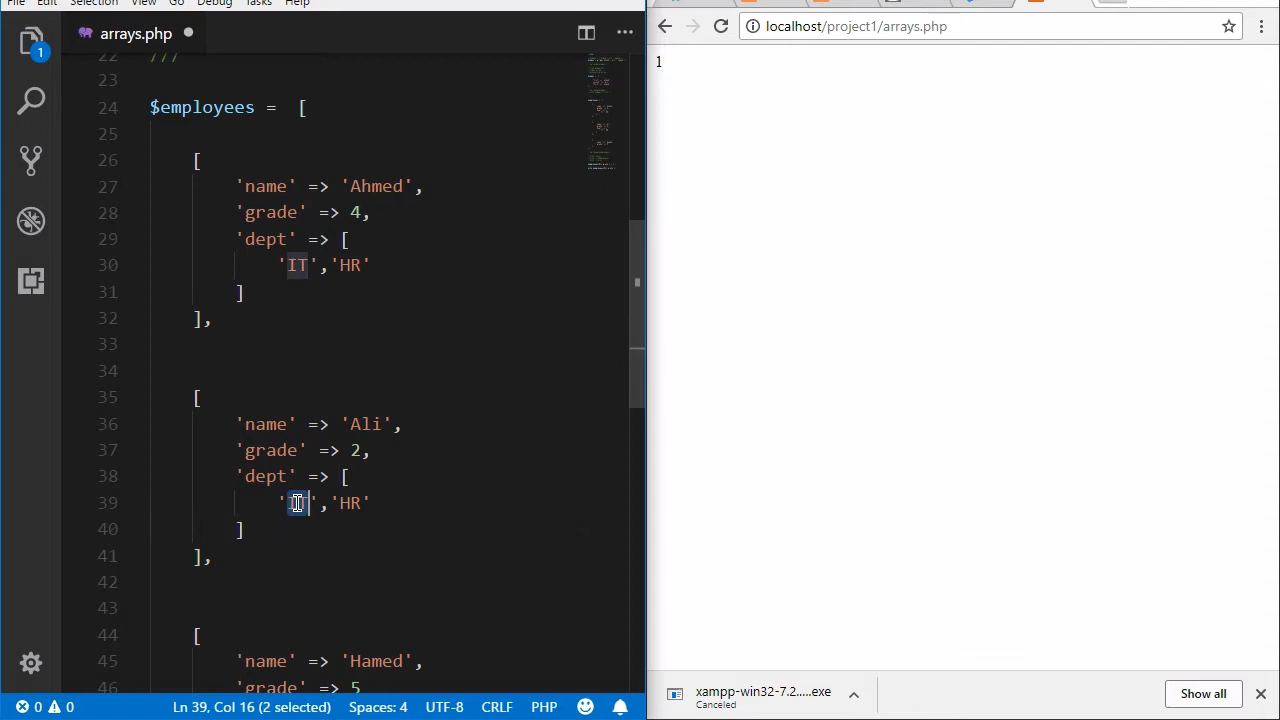 File Edit Selection View Go Debug Tasks Help
arrays.php
localhost/project1/arrays.php
1
1
22 ///
23
24 $employees =  [
25
26 [
27 'name' => 'Ahmed',
28 'grade' => 4,
29 'dept' => [
30 'IT','HR'
31 ]
32 ],
33
34
35 [
36 'name' => 'Ali',
37 'grade' => 2,
38 'dept' => [
39 'IT','HR'
40 ]
41 ],
42
43
44 [
45 'name' => 'Hamed',
46 'grade' => 5
xampp-win32-7.2.....exe
Canceled
Show all
0 0 Ln 39, Col 16 (2 selected) Spaces: 4 UTF-8 CRLF PHP